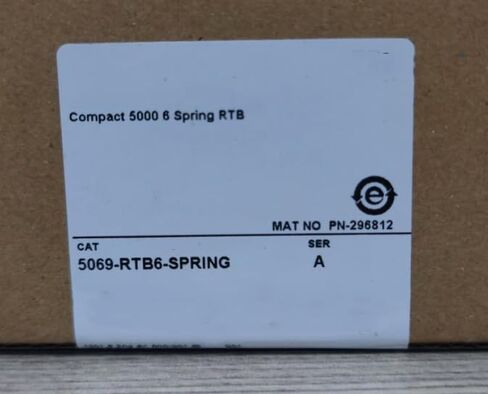 Compact 5000 6 Spring RTB
e
MAT NO PN-296812
CAT SER
5069-RTB6-SPRING A